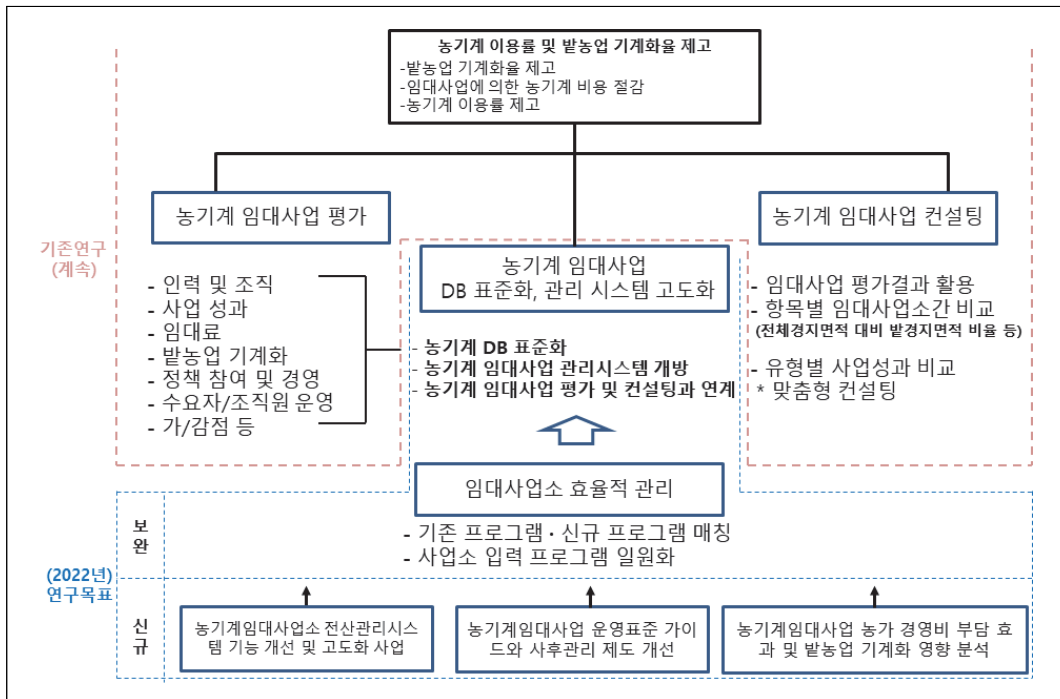 농기계 이용률 및 밭농업 기계화율 제고
-밭농업 기계화율 제고
-임대사업에 의한 농기계 비용 절감
-농기계 이용률 제고
농기계 임대사업 평가
농기계 임대사업 컨설팅
기존연구
(계속)
농기계 임대사업
DB 표준화, 관리 시스템 고도화
- 인력 및 조직
- 사업 성과
- 임대료
- 밭농업 기계화
- 정책 참여 및 경영
- 수요자/조직원 운영
- 가/감점 등
- 농기계 DB 표준화
- 농기계 임대사업 관리시스템 개방
- 농기계 임대사업 평가 및 컨설팅과 연계
- 임대사업 평가결과 활용
- 항목별 임대사업소간 비교
(전체경지면적 대비 밭경지면적 비율 등)
- 유형별 사업성과 비교
* 맞춤형 컨설팅
임대사업소 효율적 관리
- 기존 프로그램 · 신규 프로그램 매칭
- 사업소 입력 프로그램 일원화
보
완
(2022년)
연구목표
신
규
농기계임대사업소 전산관리시스
템 기능 개선 및 고도화 사업
농기계임대사업 운영표준 가이
드와 사후관리 제도 개선
농기계임대사업 농가 경영비 부담 효
과 및 밭농업 기계화 영향 분석